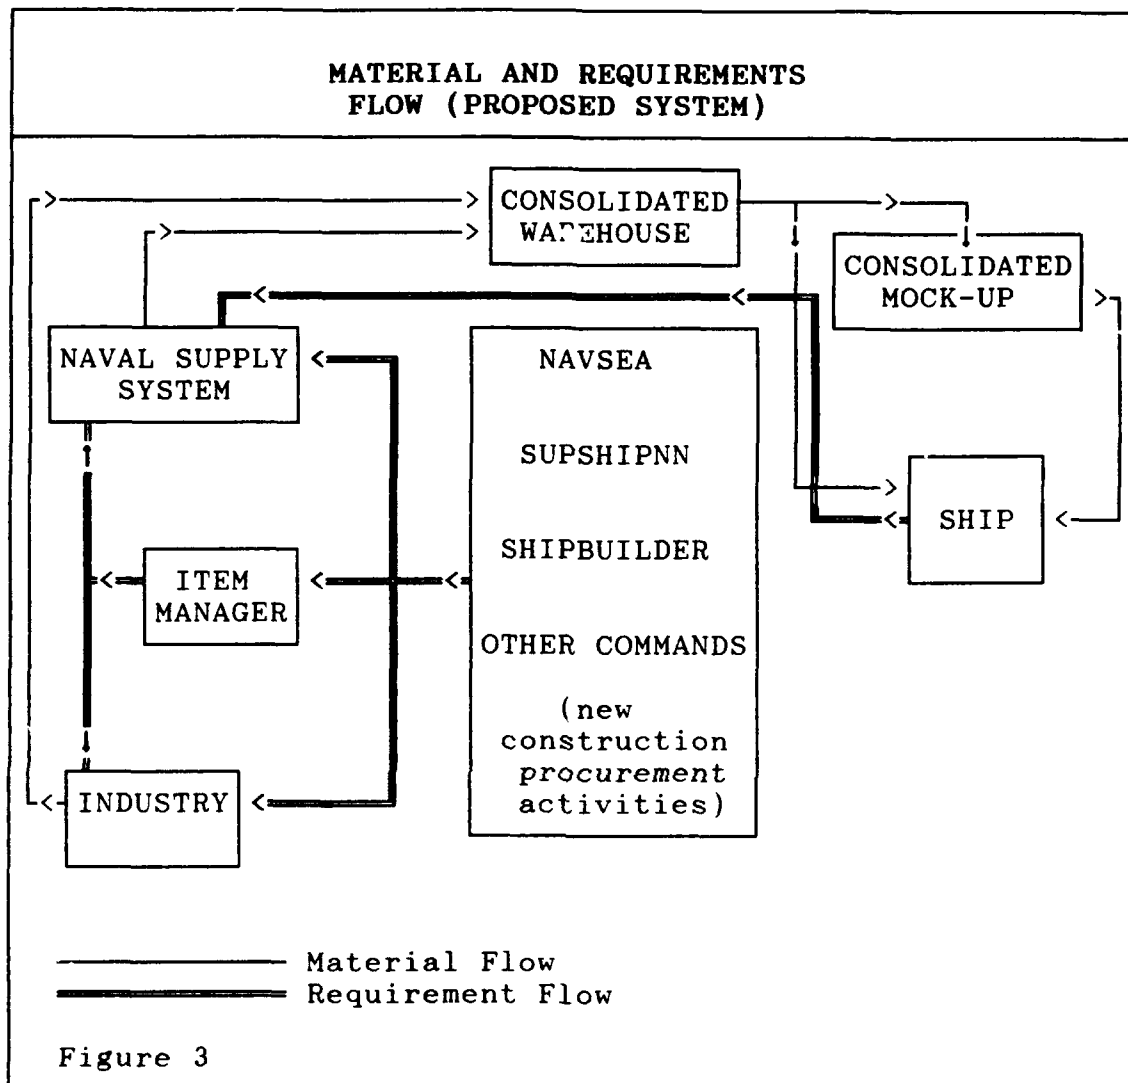 MATERIAL AND REQUIREMENTS
FLOW (PROPOSED SYSTEM)
CONSOLIDATED
WAREHOUSE
CONSOLIDATED
MOCK-UP
NAVAL SUPPLY
SYSTEM
NAVSEA
SUPSHIPNN
SHIPBUILDER
OTHER COMMANDS
(new
construction
procurement
activities)
SHIP
ITEM
MANAGER
INDUSTRY
Material Flow
Requirement Flow
Figure 3